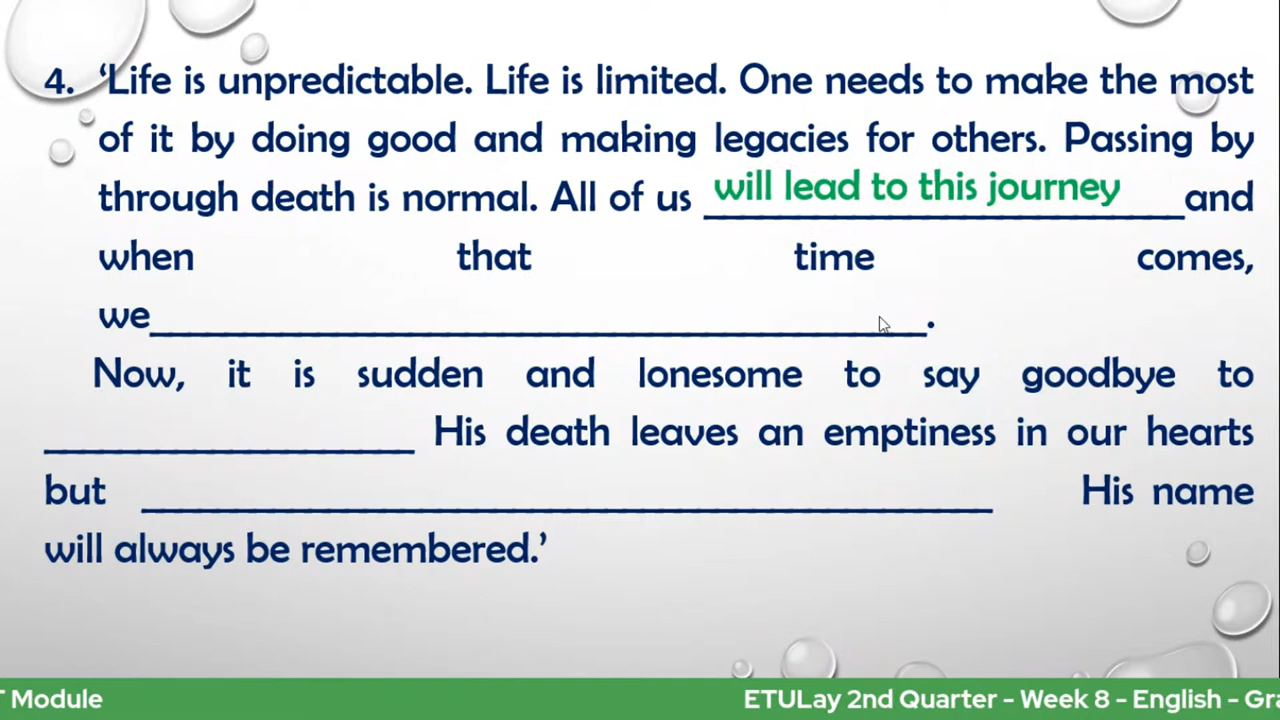 4. ‘Life is unpredictable. Life is limited. One needs to make the most
of it by doing good and making legacies for others. Passing by
through death is normal. All of us will lead to this journey and
when that time comes,
we____________________________________.
Now, it is sudden and lonesome to say goodbye to
_________________ His death leaves an emptiness in our hearts
but _______________________________________ His name
will always be remembered.’
T Module ETULay 2nd Quarter - Week 8 - English - Gra